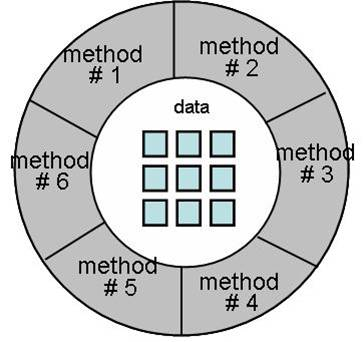 method
# 1
method
# 2
method
# 3
method
# 4
method
# 5
method
# 6
data